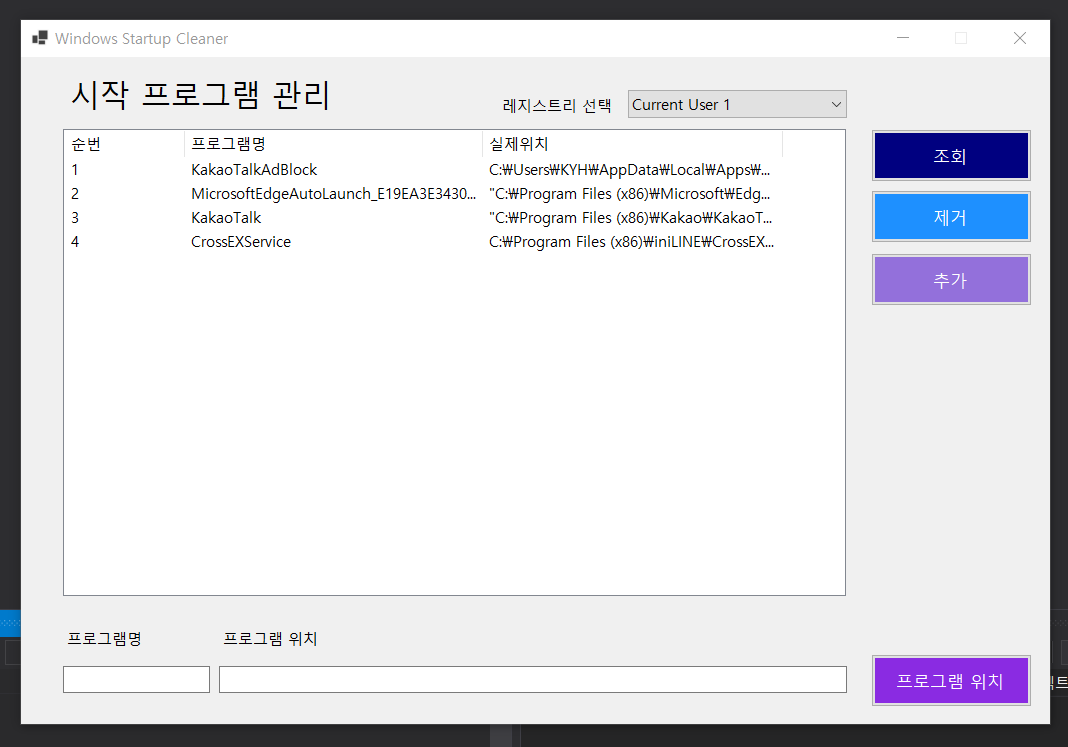 Windows Startup Cleaner
시작 프로그램 관리
레지스트리 선택 Current User 1
순번 프로그램명 실제위치
1 KakaoTalkAdBlock C:₩Users₩KYH₩AppData₩Local₩Apps₩...
2 MicrosoftEdgeAutoLaunch_E19EA3E3430... "C:₩Program Files (x86)₩Microsoft₩Edg...
3 KakaoTalk "C:₩Program Files (x86)₩Kakao₩KakaoT...
4 CrossEXService C:₩Program Files (x86)₩iniLINE₩CrossEX...
조회
제거
추가
프로그램명 프로그램 위치
프로그램 위치